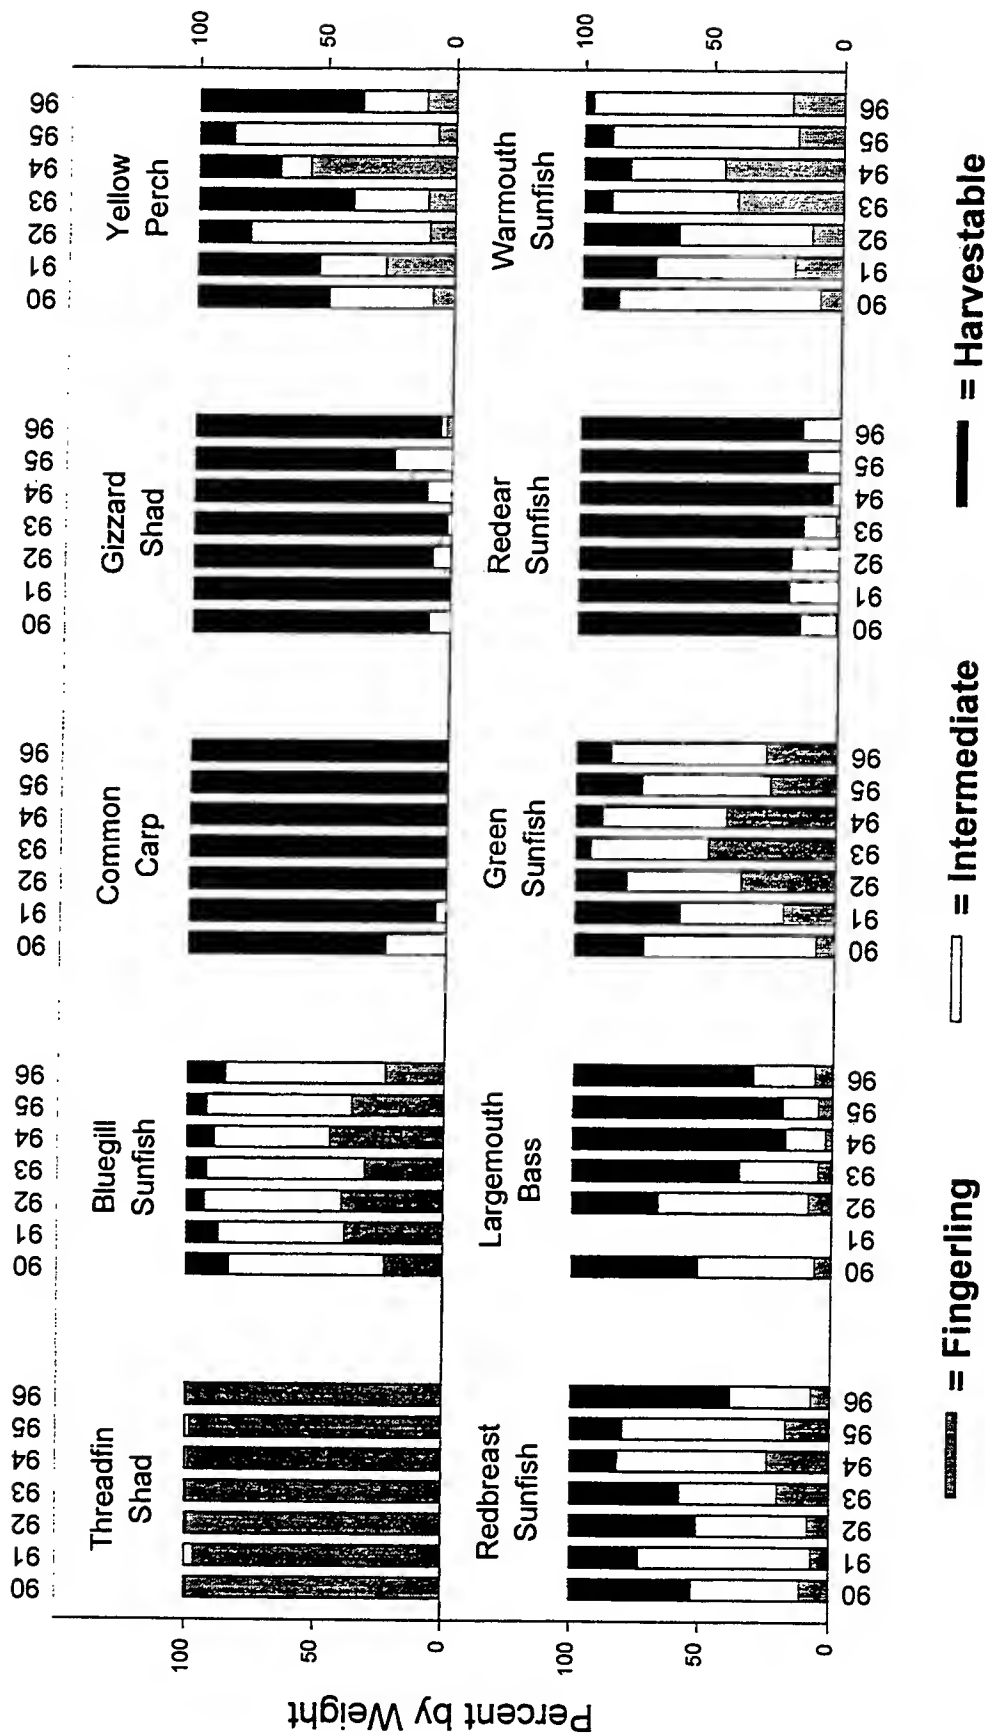 Percent by Weight
100
50
0
90 91 92 93 94 95 96
Threadfin
Shad
90 91 92 93 94 95 96
Bluegill
Sunfish
90 91 92 93 94 95 96
Common
Carp
90 91 92 93 94 95 96
Gizzard
Shad
90 91 92 93 94 95 96
Yellow
Perch
100
50
0
100
50
0
Redbreast
Sunfish
90 91 92 93 94 95 96
Largemouth
Bass
90 91 92 93 94 95 96
Green
Sunfish
90 91 92 93 94 95 96
Redear
Sunfish
90 91 92 93 94 95 96
Warmouth
Sunfish
90 91 92 93 94 95 96
100
50
0
= Fingerling = Intermediate = Harvestable